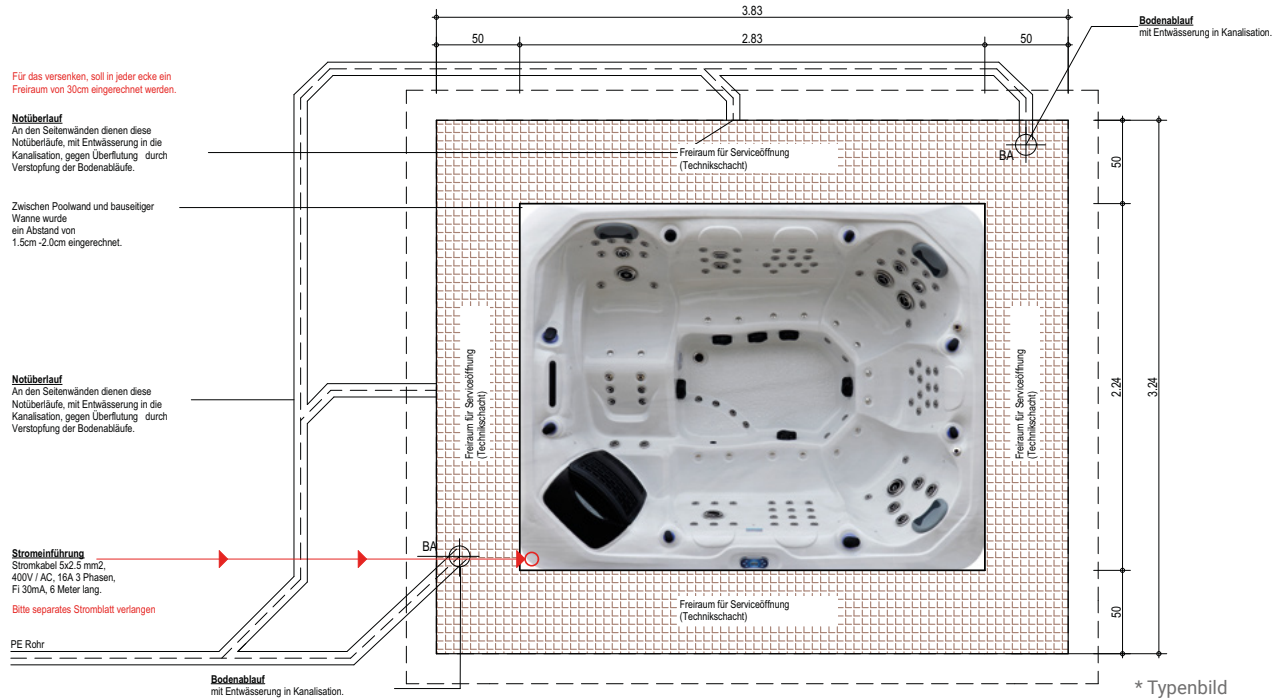 3.83
50
2.83
50
Bodenablauf
mit Entwässerung in Kanalisation.
Für das versenken, soll in jeder ecke ein
Freiraum von 30cm eingerechnet werden.
Notüberlauf
An den Seitenwänden dienen diese
Notüberläufe, mit Entwässerung in die
Kanalisation, gegen Überflutung durch
Verstopfung der Bodenabläufe.
Freiraum für Serviceöffnung
(Technikschacht)
BA
50
Zwischen Poolwand und bauseitiger
Wanne wurde
ein Abstand von
1.5cm -2.0cm eingerechnet.
Freiraum für Serviceöffnung
(Technikschacht)
Freiraum für Serviceöffnung
(Technikschacht)
2.24
3.24
Notüberlauf
An den Seitenwänden dienen diese
Notüberläufe, mit Entwässerung in die
Kanalisation, gegen Überflutung durch
Verstopfung der Bodenabläufe.
BA
Stromeinführung
Stromkabel 5x2.5 mm2,
400V / AC, 16A 3 Phasen,
Fi 30mA, 6 Meter lang.
Bitte separates Stromblatt verlangen
Freiraum für Serviceöffnung
(Technikschacht)
50
PE Rohr
Bodenablauf
mit Entwässerung in Kanalisation.
* Typenbild